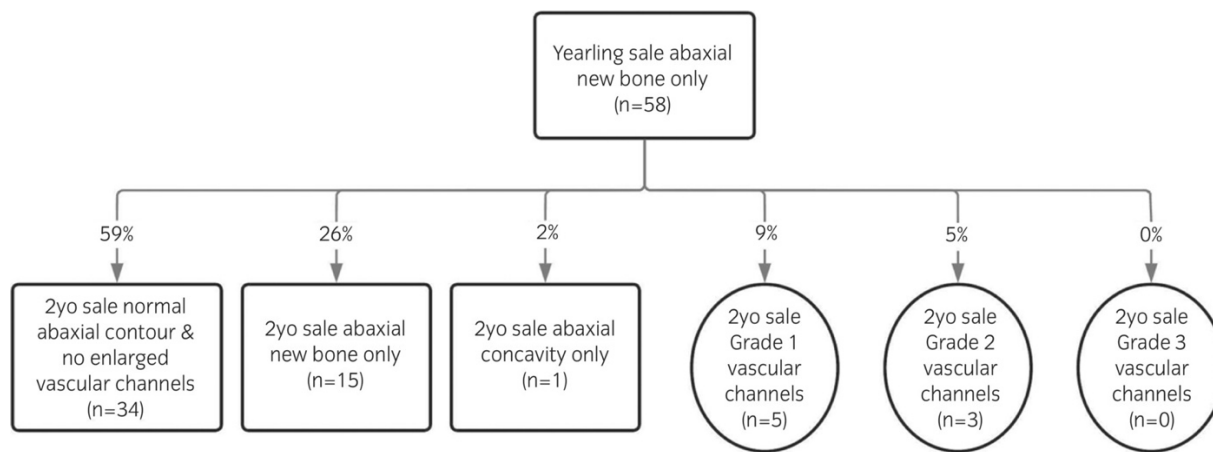 Yearling sale abaxial
new bone only
(n=58)
59%
26%
2%
9%
5%
0%
2yo sale normal
abaxial contour &
no enlarged
vascular channels
(n=34)
2yo sale abaxial
new bone only
(n=15)
2yo sale abaxial
concavity only
(n=1)
2yo sale
Grade 1
vascular
channels
(n=5)
2yo sale
Grade 2
vascular
channels
(n=3)
2yo sale
Grade 3
vascular
channels
(n=0)